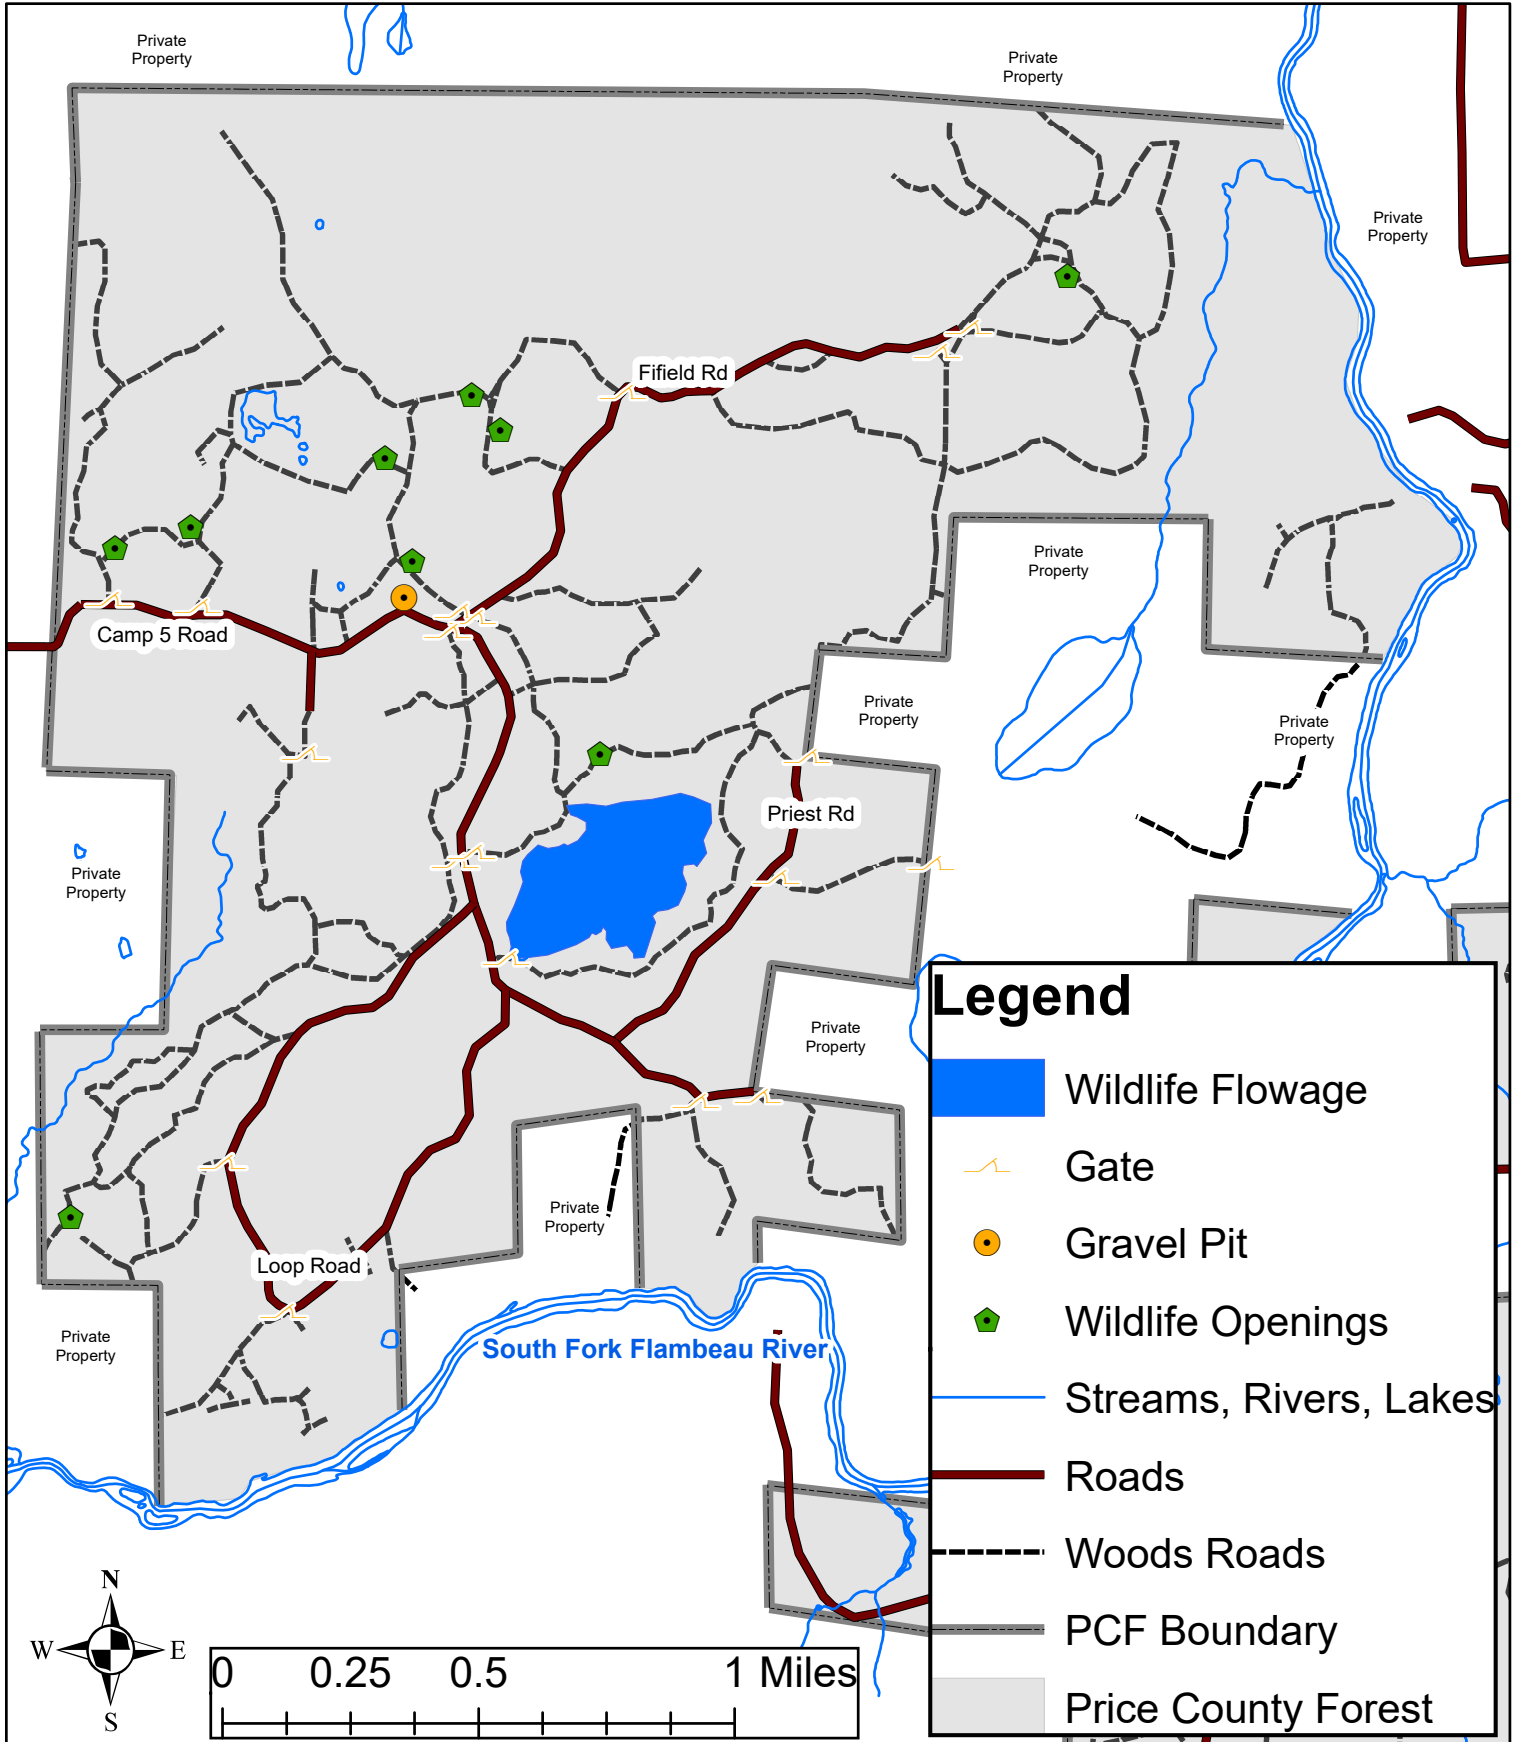 Private
Property
Private
Property
Private
Property
Fifield Rd
Private
Property
Camp 5 Road
Private
Property
Private
Property
Priest Rd
Private
Property
Legend
Wildlife Flowage
Gate
Gravel Pit
Wildlife Openings
Streams, Rivers, Lakes
Roads
Woods Roads
PCF Boundary
Price County Forest
Private
Property
Private
Property
Loop Road
Private
Property
South Fork Flambeau River
N
W E
S
0 0.25 0.5 1 Miles